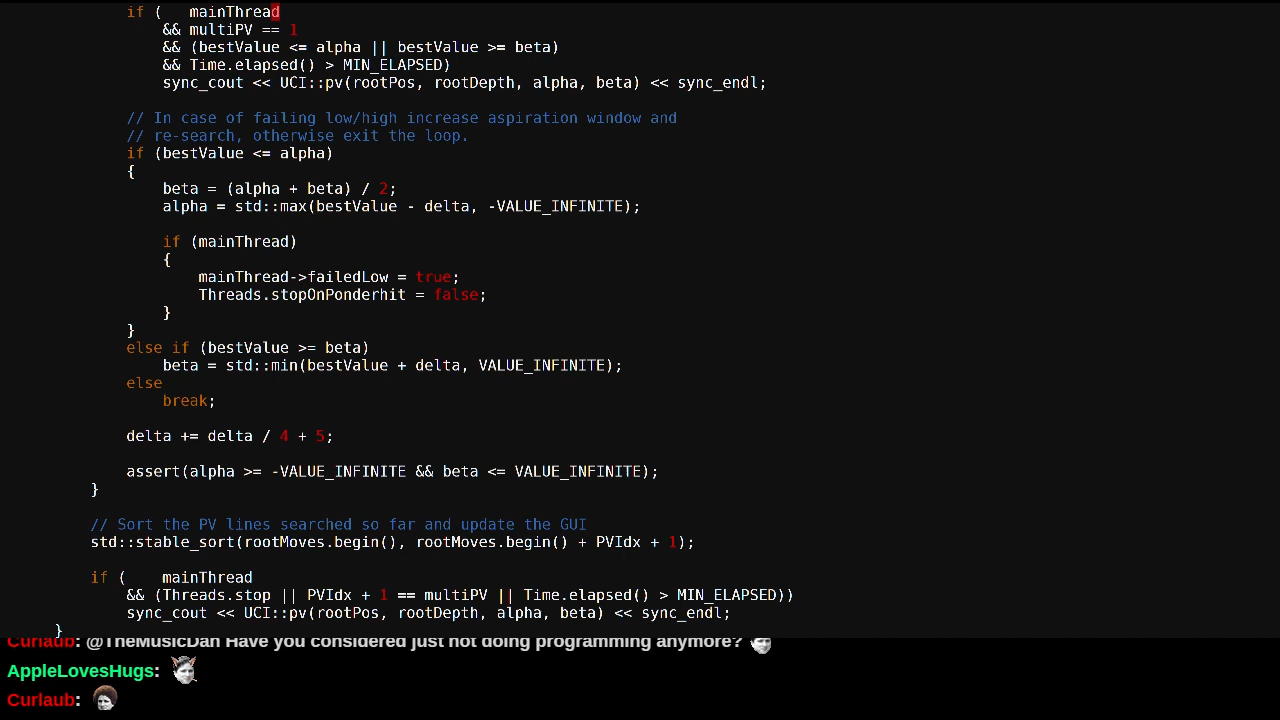 if (   mainThread
    && multiPV == 1
    && (bestValue <= alpha || bestValue >= beta)
    && Time.elapsed() > MIN_ELAPSED)
    sync_cout << UCI::pv(rootPos, rootDepth, alpha, beta) << sync_endl;
// In case of failing low/high increase aspiration window and
// re-search, otherwise exit the loop.
if (bestValue <= alpha)
{
    beta = (alpha + beta) / 2;
    alpha = std::max(bestValue - delta, -VALUE_INFINITE);
    if (mainThread)
    {
        mainThread->failedLow = true;
        Threads.stopOnPonderhit = false;
    }
}
else if (bestValue >= beta)
    beta = std::min(bestValue + delta, VALUE_INFINITE);
else
    break;
delta += delta / 4 + 5;
assert(alpha >= -VALUE_INFINITE && beta <= VALUE_INFINITE);
}
// Sort the PV lines searched so far and update the GUI
std::stable_sort(rootMoves.begin(), rootMoves.begin() + PVIdx + 1);
if (    mainThread
    && (Threads.stop || PVIdx + 1 == multiPV || Time.elapsed() > MIN_ELAPSED))
    sync_cout << UCI::pv(rootPos, rootDepth, alpha, beta) << sync_endl;
}
Curlaub: @TheMusicDan Have you considered just not doing programming anymore?
AppleLovesHugs:
Curlaub: